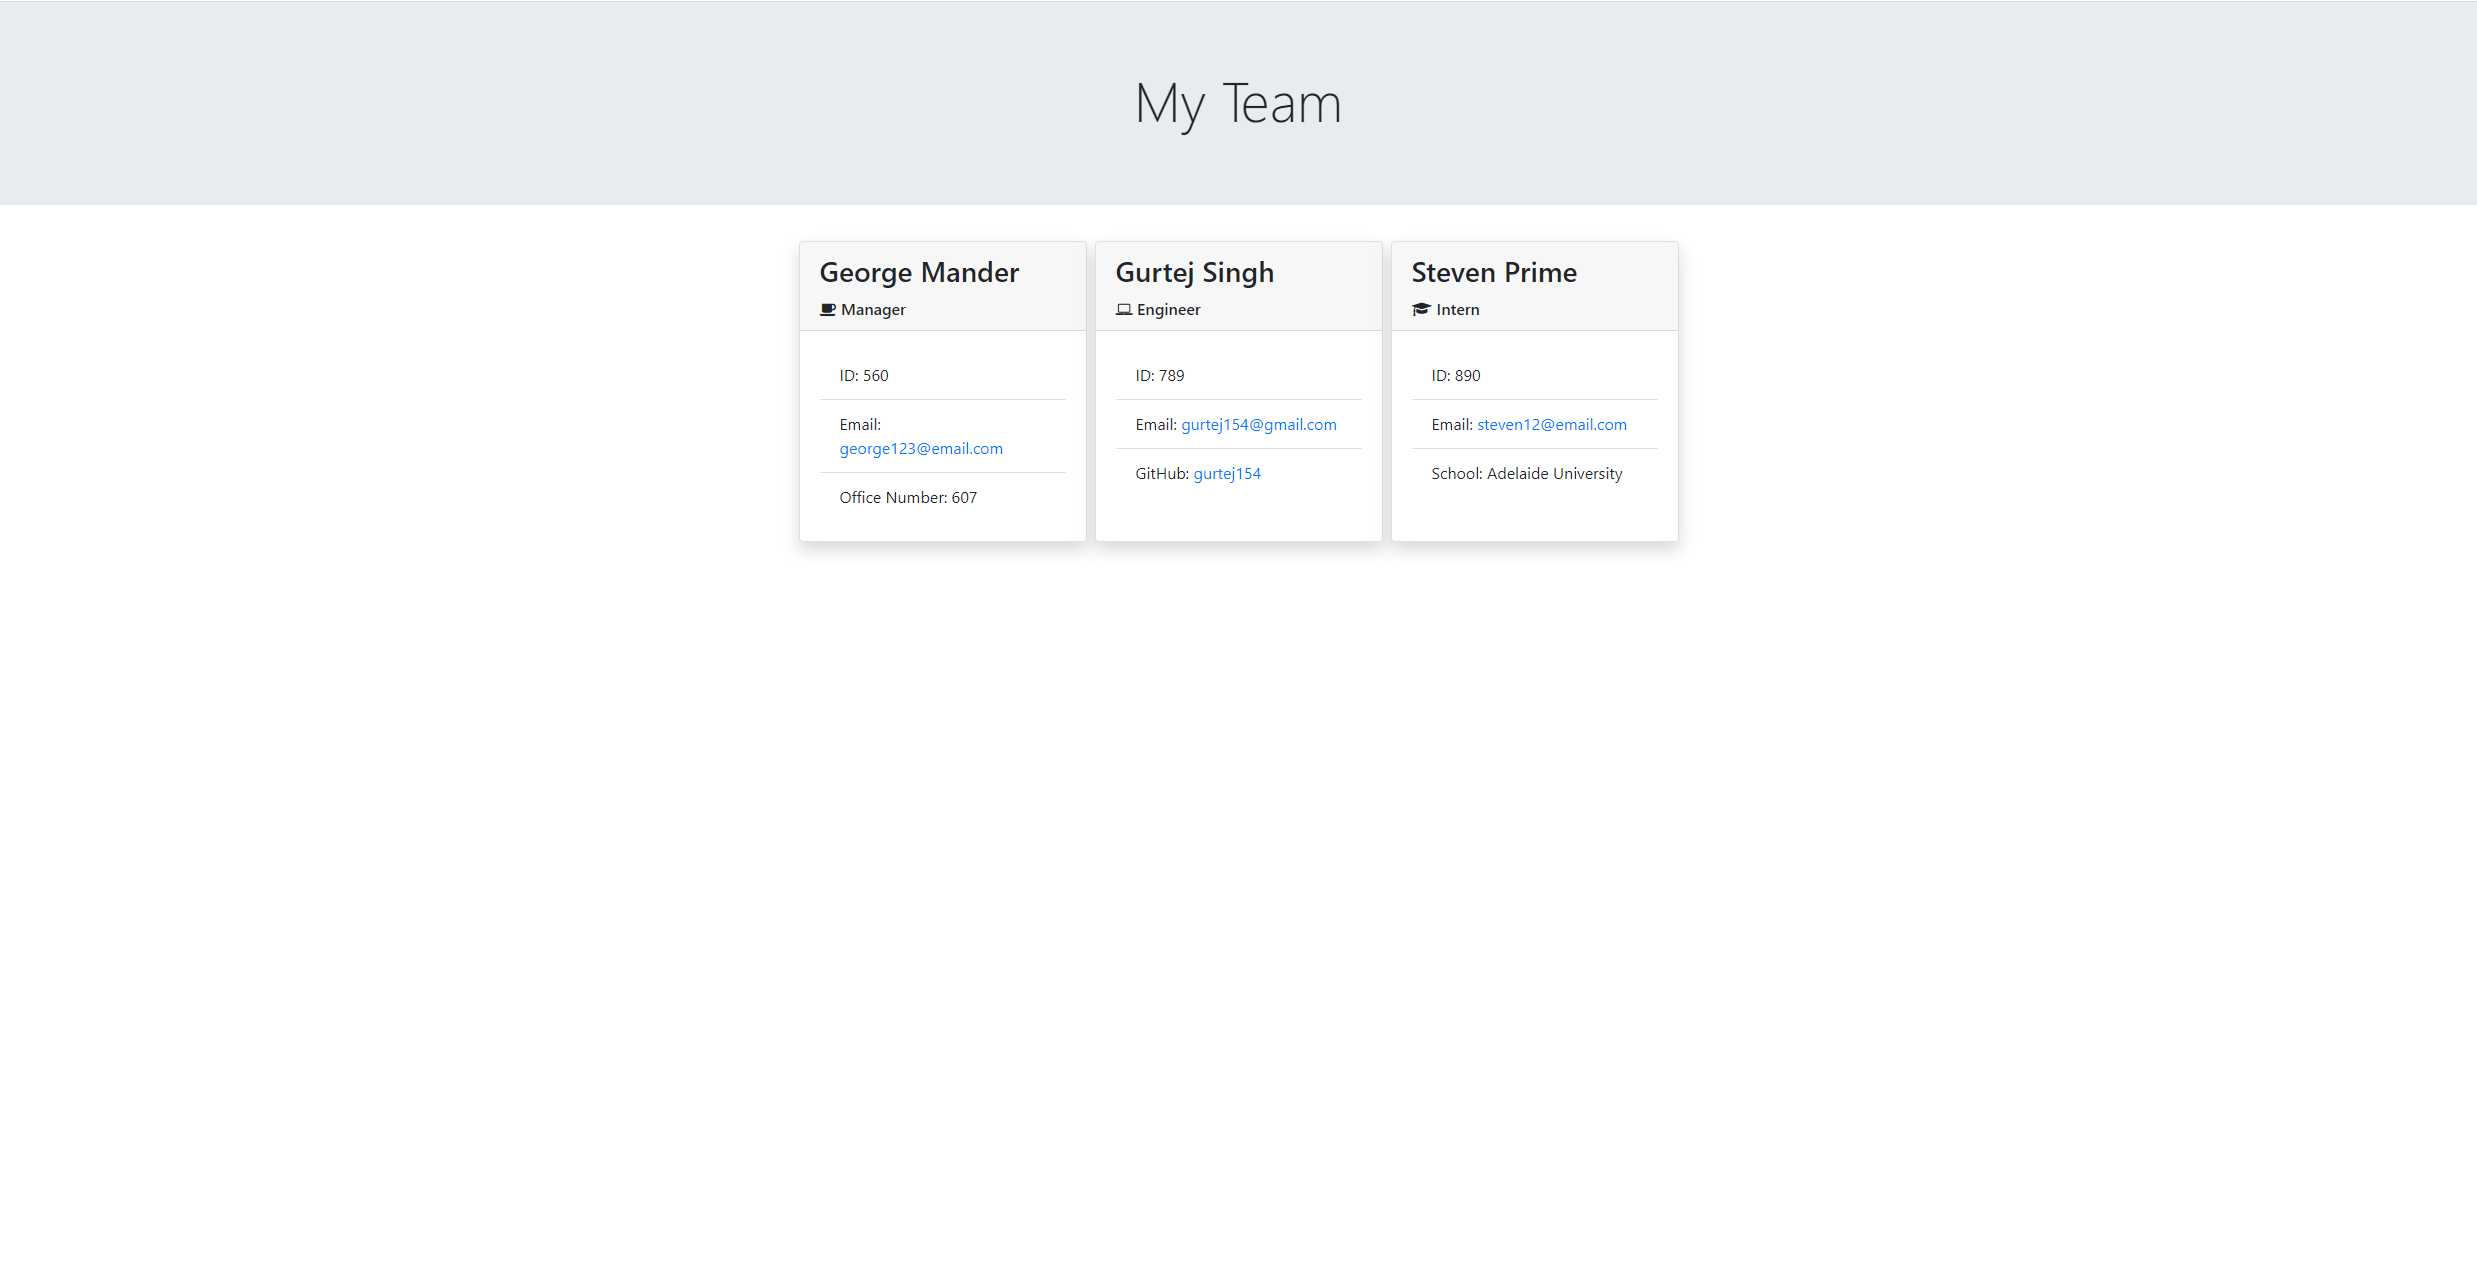 My Team
George Mander
Manager
ID: 560
Email:
george123@email.com
Office Number: 607
Gurtej Singh
Engineer
ID: 789
Email: gurtej154@gmail.com
GitHub: gurtej154
Steven Prime
Intern
ID: 890
Email: steven12@email.com
School: Adelaide University